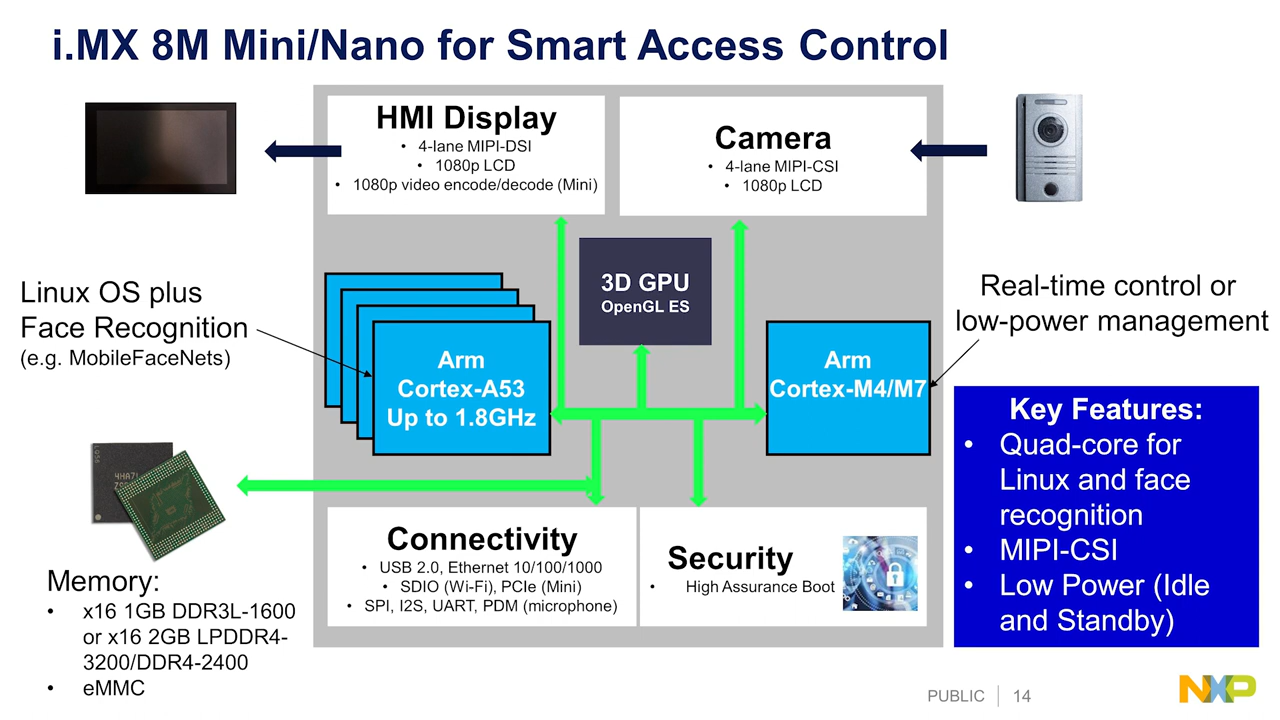 i.MX 8M Mini/Nano for Smart Access Control
HMI Display
• 4-lane MIPI-DSI
• 1080p LCD
• 1080p video encode/decode (Mini)
Camera
• 4-lane MIPI-CSI
• 1080p LCD
3D GPU
OpenGL ES
Linux OS plus
Face Recognition
(e.g. MobileFaceNets)
Arm
Cortex-A53
Up to 1.8GHz
Arm
Cortex-M4/M7
Real-time control or
low-power management
Key Features:
• Quad-core for
Linux and face
recognition
• MIPI-CSI
• Low Power (Idle
and Standby)
Memory:
• x16 1GB DDR3L-1600
or x16 2GB LPDDR4-
3200/DDR4-2400
• eMMC
Connectivity
• USB 2.0, Ethernet 10/100/1000
• SDIO (Wi-Fi), PCIe (Mini)
• SPI, I2S, UART, PDM (microphone)
Security
• High Assurance Boot
PUBLIC
14
NXP